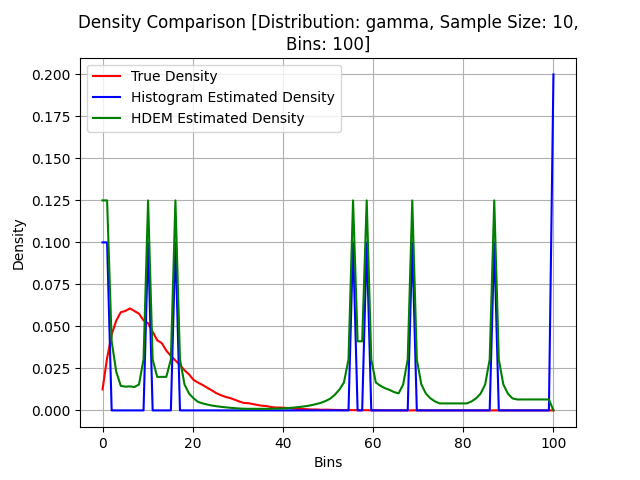 Density Comparison [Distribution: gamma, Sample Size: 10,
Bins: 100]
True Density
Histogram Estimated Density
HDEM Estimated Density
Density
0.200
0.175
0.150
0.125
0.100
0.075
0.050
0.025
0.000
0
20
40
60
80
100
Bins